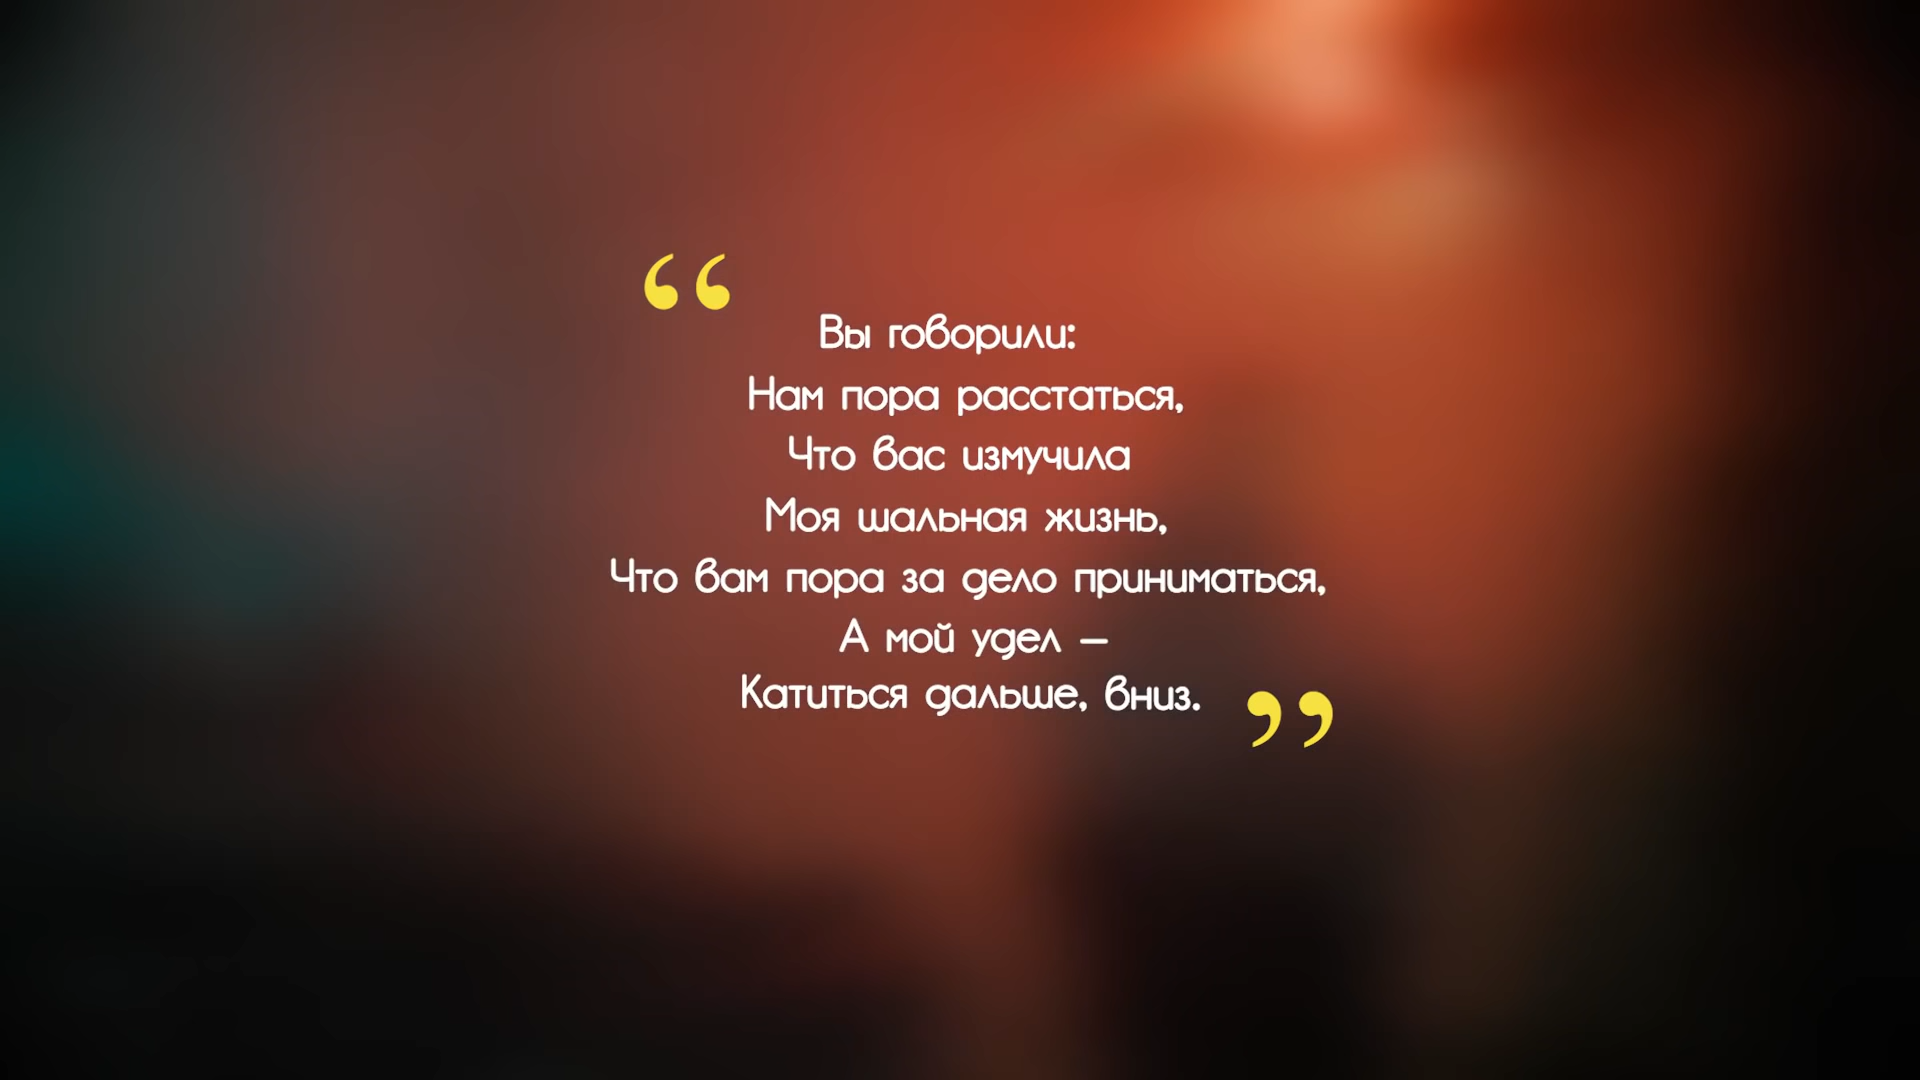 “
Вы говорили:
Нам пора расстаться,
Что вас измучила
Моя шальная жизнь,
Что вам пора за дело приниматься,
А мой удел —
Катиться дальше, вниз.
”